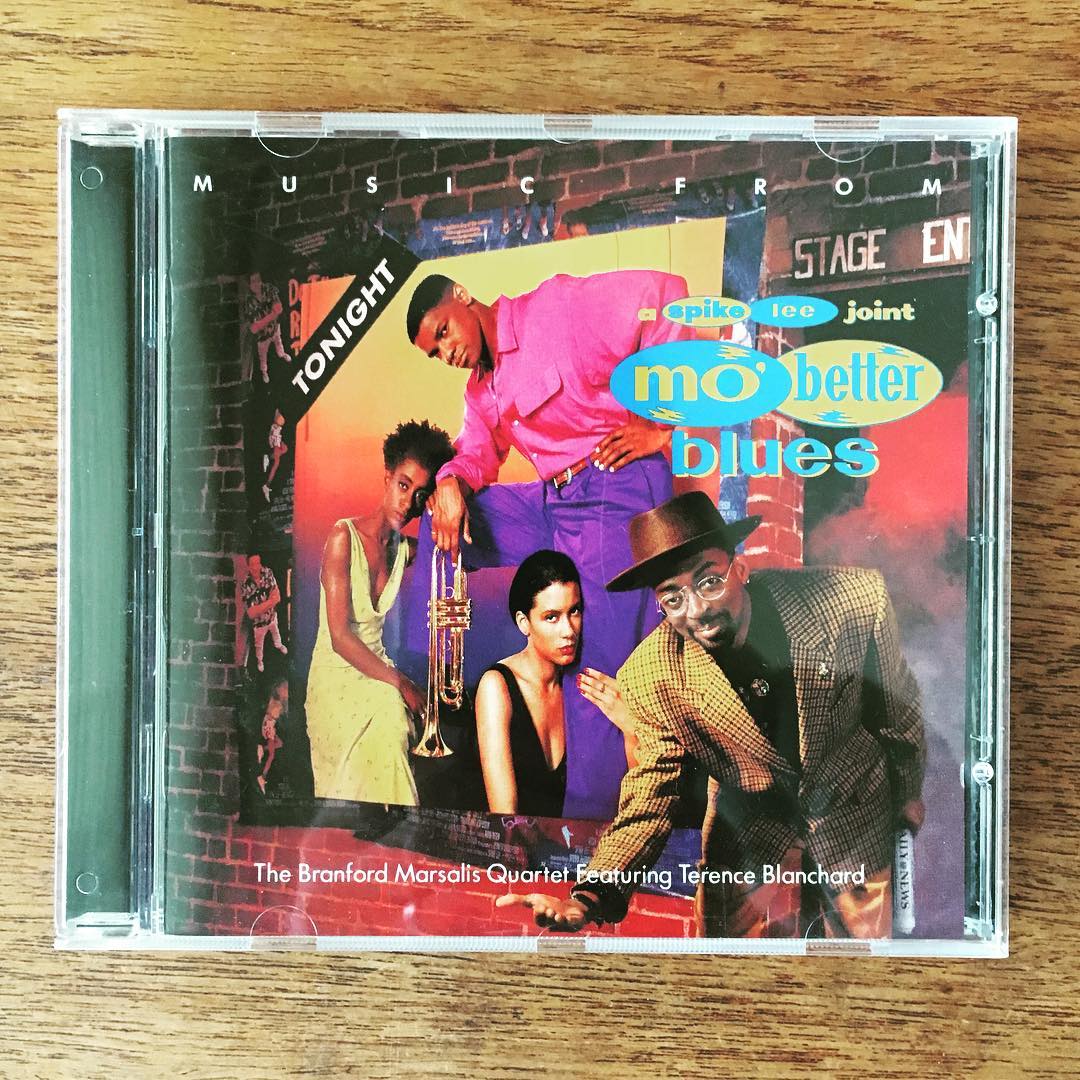 MUSIC FROM
STAGE EN
TONIGHT
a spike lee joint
mo' better
blues
The Branford Marsalis Quartet Featuring Terence Blanchard